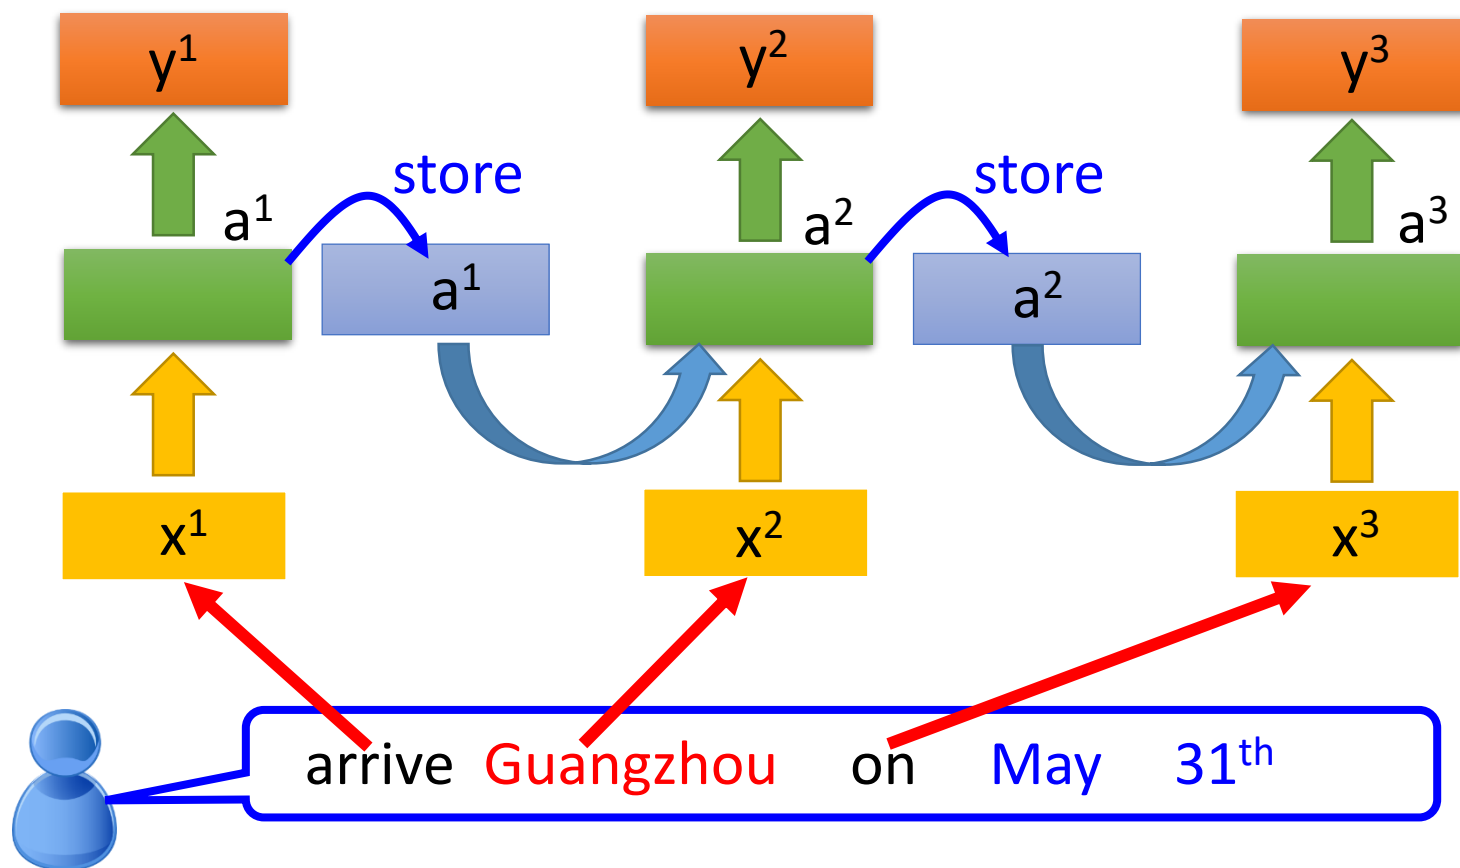 y¹ y² y³
store store
a¹ a² a³
a¹ a²
x¹ x² x³
arrive Guangzhou on May 31ᵗʰ